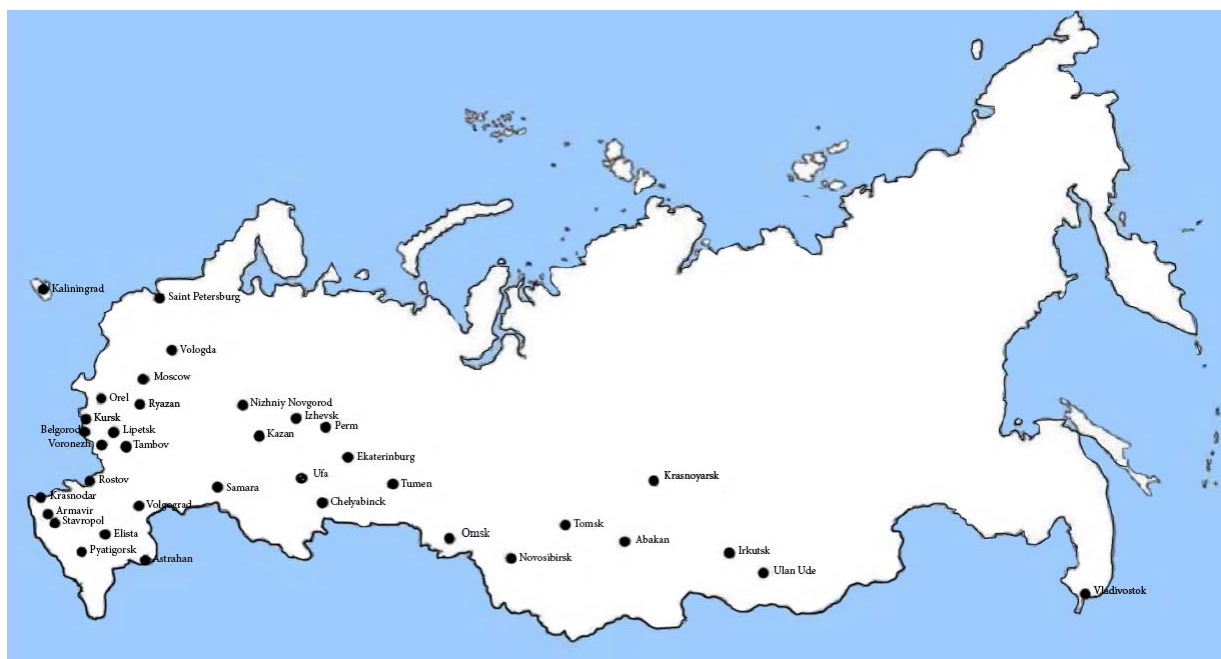 Kaliningrad
Saint Petersburg
Vologda
Moscow
Orel
Ryazan
Nizhniy Novgorod
Kursk
Izhevsk
Belgorod
Lipetsk
Perm
Kazan
Voronezh
Tambov
Ekaterinburg
Ufa
Krasnoyarsk
Rostov
Samara
Tumen
Krasnodar
Chelyabinck
Volgograd
Armavir
Stavropol
Tomsk
Elista
Omsk
Abakan
Pyatigorsk
Irkutsk
Astrahan
Novosibirsk
Ulan Ude
Vladivostok